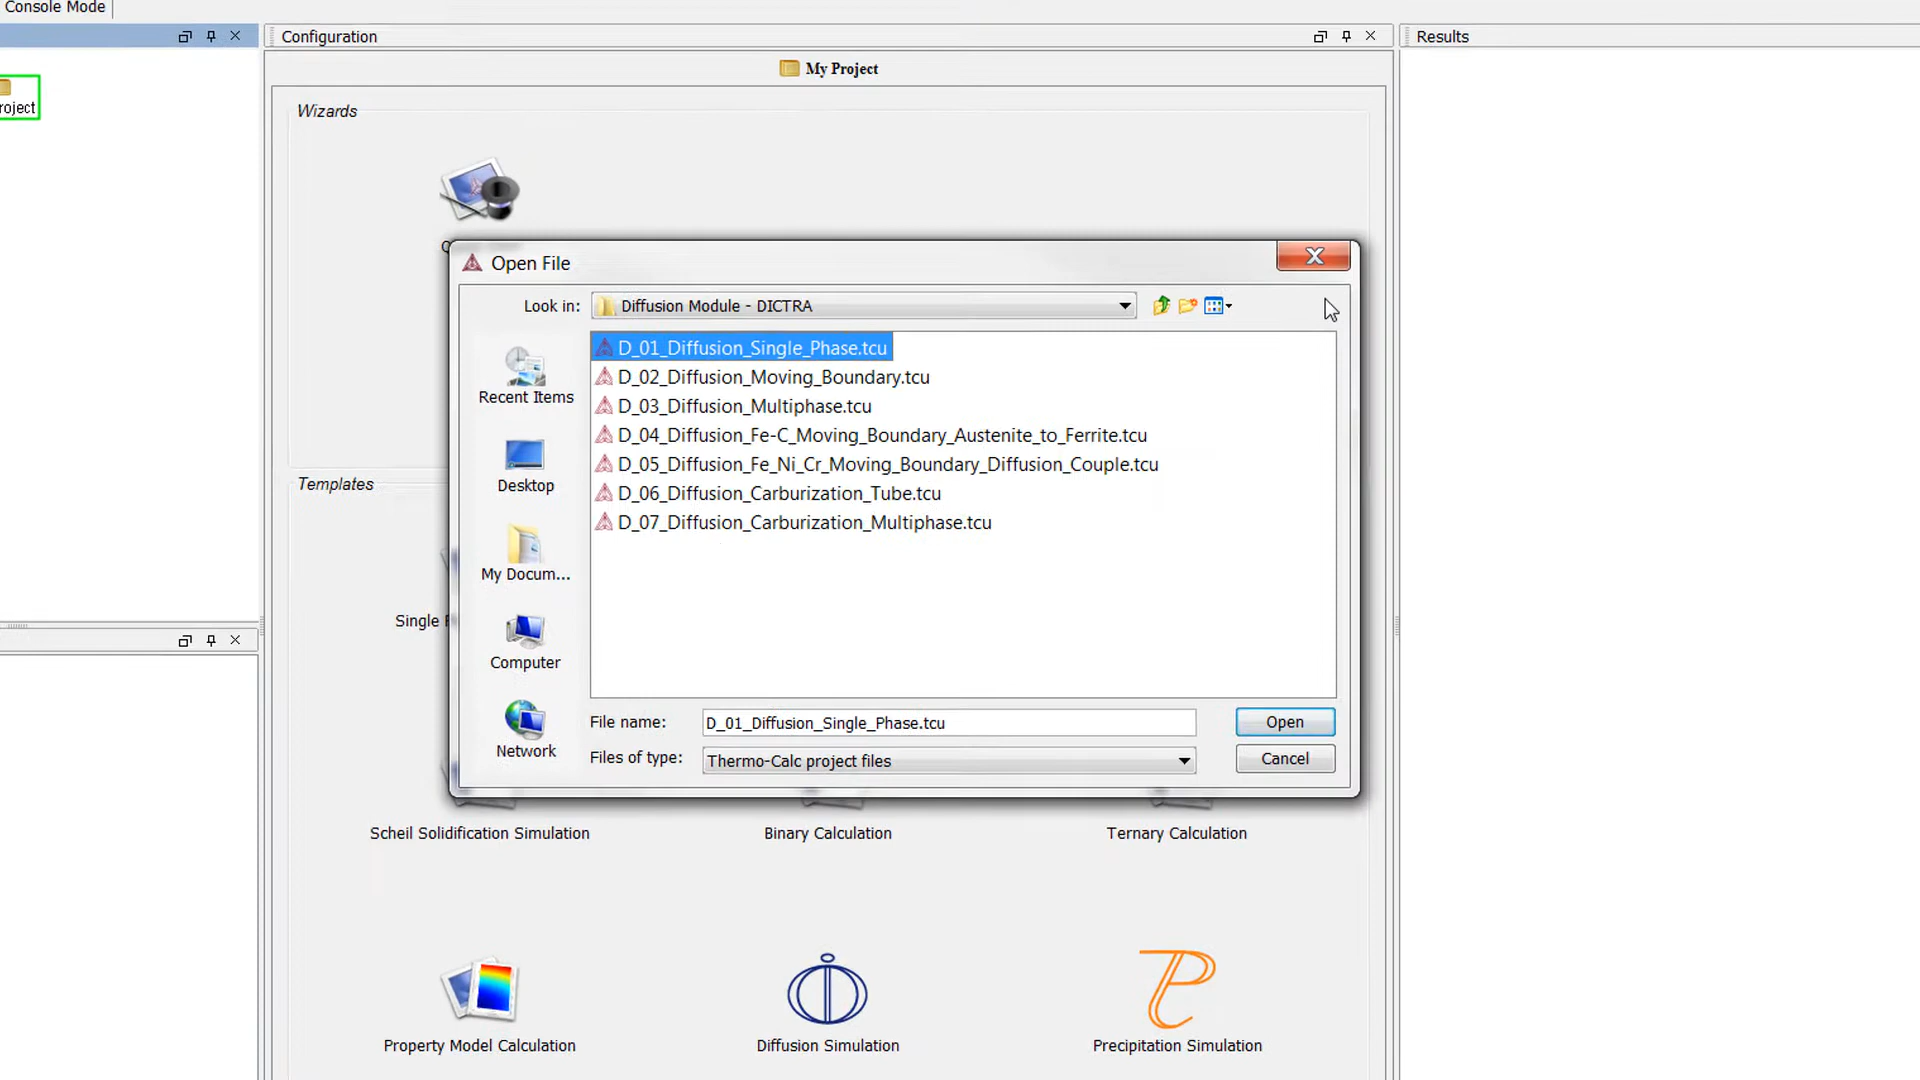 Console Mode
Configuration
Results
My Project
roject
Wizards
Open File
Look in: Diffusion Module - DICTRA
D_01_Diffusion_Single_Phase.tcu
D_02_Diffusion_Moving_Boundary.tcu
D_03_Diffusion_Multiphase.tcu
D_04_Diffusion_Fe-C_Moving_Boundary_Austenite_to_Ferrite.tcu
D_05_Diffusion_Fe_Ni_Cr_Moving_Boundary_Diffusion_Couple.tcu
D_06_Diffusion_Carburization_Tube.tcu
D_07_Diffusion_Carburization_Multiphase.tcu
Recent Items
Desktop
My Docum...
Computer
Network
File name: D_01_Diffusion_Single_Phase.tcu
Open
Files of type: Thermo-Calc project files
Cancel
Templates
Single
Scheil Solidification Simulation
Binary Calculation
Ternary Calculation
Property Model Calculation
Diffusion Simulation
Precipitation Simulation